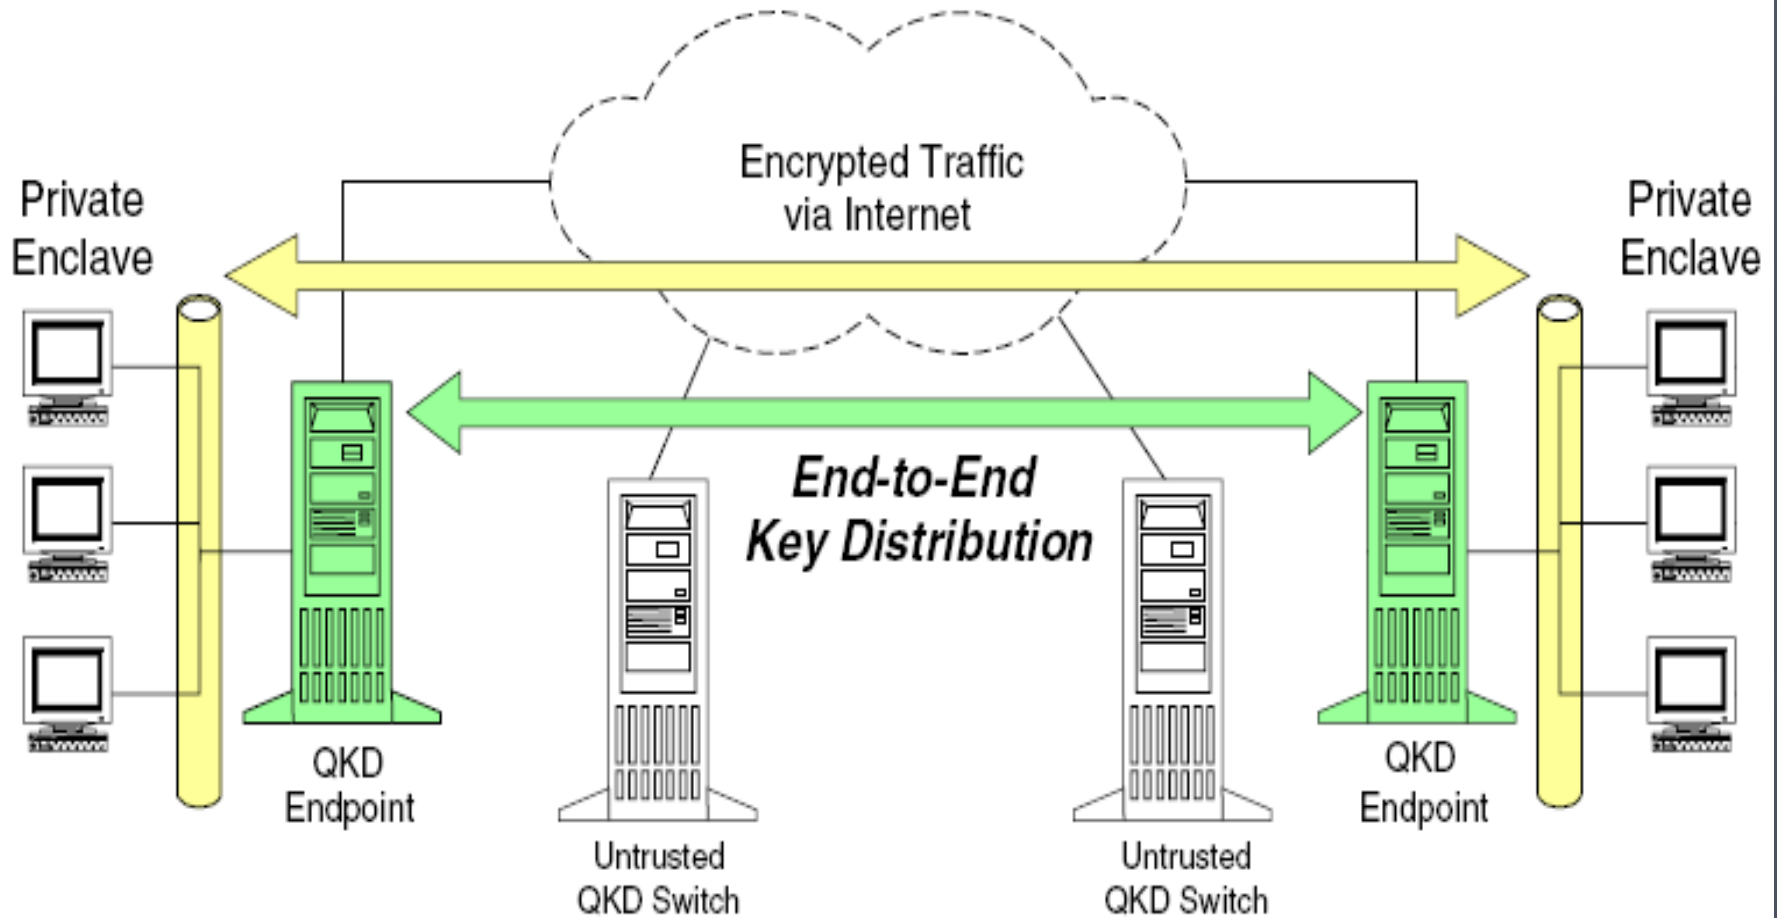 Encrypted Traffic
via Internet
Private
Enclave
Private
Enclave
End-to-End
Key Distribution
QKD
Endpoint
QKD
Endpoint
Untrusted
QKD Switch
Untrusted
QKD Switch